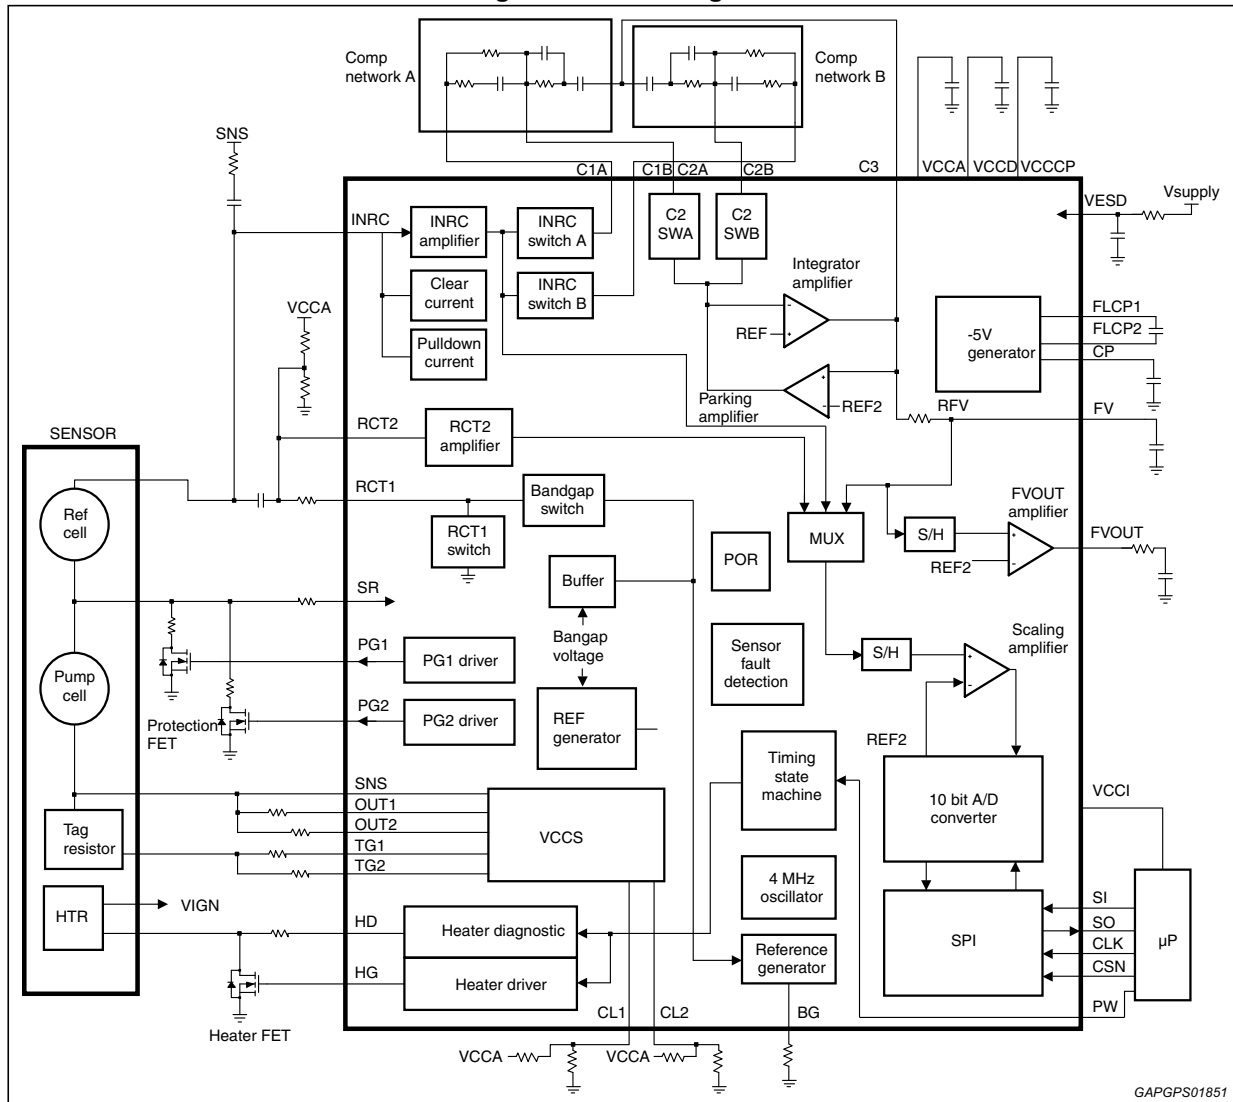 Comp
network A
Comp
network B
SNS
C1A
C1B
C2A
C2B
C3
VCCA
VCCD
VCCCP
Vsupply
VESD
INRC
INRC
amplifier
INRC
switch A
C2
SWA
C2
SWB
Clear
current
INRC
switch B
Integrator
amplifier
REF
VCCA
Pulldown
current
-5V
generator
FLCP1
FLCP2
CP
Parking
amplifier
REF2
RFV
FV
SENSOR
RCT2
RCT2
amplifier
Ref
cell
RCT1
Bandgap
switch
RCT1
switch
MUX
S/H
FVOUT
amplifier
REF2
FVOUT
POR
Buffer
SR
Bangap
voltage
Pump
cell
PG1
PG1 driver
Sensor
fault
detection
S/H
Scaling
amplifier
Protection
FET
PG2
PG2 driver
REF
generator
REF2
Timing
state
machine
10 bit A/D
converter
VCCI
SNS
OUT1
OUT2
TG1
TG2
VCCS
Tag
resistor
4 MHz
oscillator
HTR
VIGN
HD
Heater diagnostic
HG
Heater driver
Reference
generator
SPI
SI
SO
CLK
CSN
PW
µP
Heater FET
CL1
CL2
BG
VCCA
VCCA
GAPGPS01851